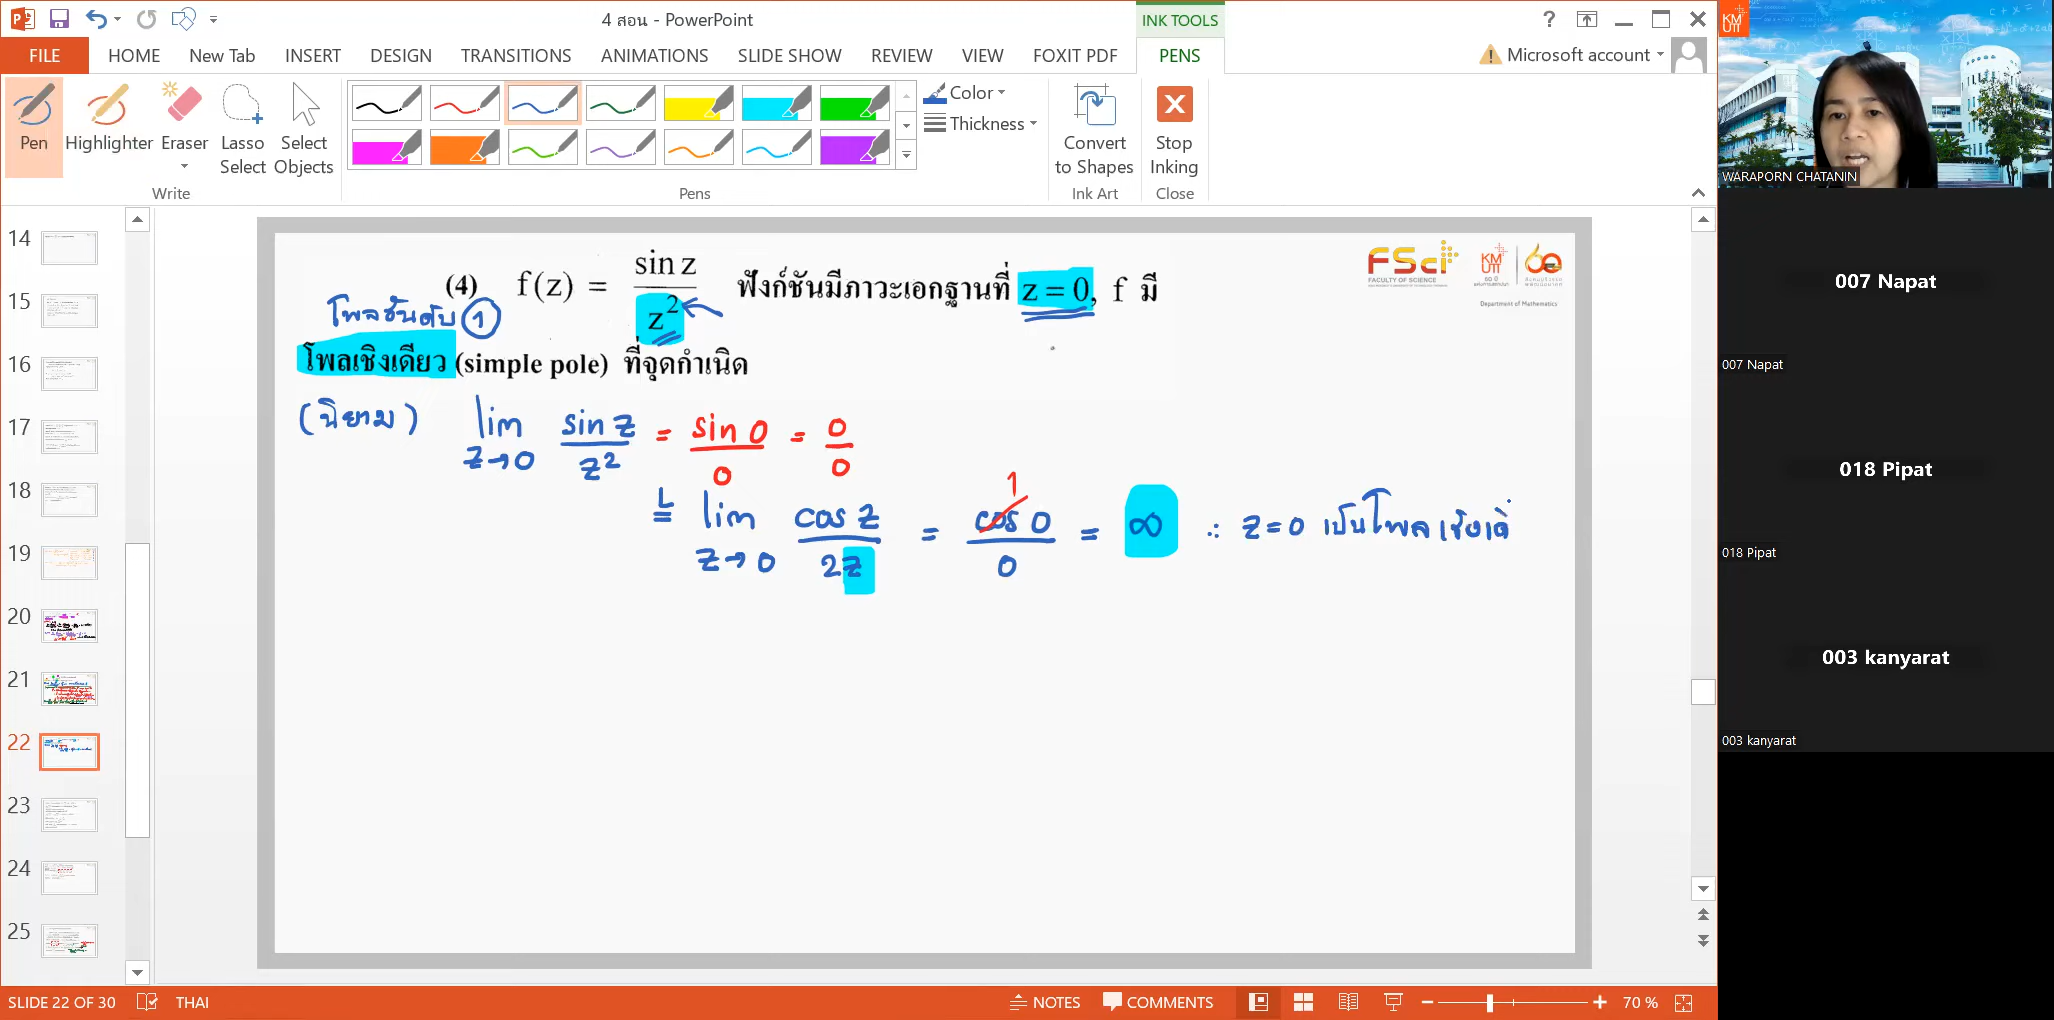 4 สอน - PowerPoint
INK TOOLS
?
FILE HOME New Tab INSERT DESIGN TRANSITIONS ANIMATIONS SLIDE SHOW REVIEW VIEW FOXIT PDF PENS
Microsoft account
Pen Highlighter Eraser Lasso Select Select Objects
Color
Thickness
Convert to Shapes
Stop Inking
Write Pens Ink Art Close
14
15
16
17
18
19
20
21
22
23
24
25
FSci
FACULTY OF SCIENCE
KMUTT
Department of Mathematics
(4) f(z) = sin z / z² ฟังก์ชันมีภาวะเอกฐานที่ z = 0, f มี
โพลอันดับ 1
โพลเชิงเดียว (simple pole) ที่จุดกำเนิด
(นิยาม) lim z→0 sin z / z² = sin 0 / 0 = 0 / 0
L= lim z→0 cos z / 2z = cos 0 / 0 = ∞ ∴ z = 0 เป็นโพลเชิงเดี
1
SLIDE 22 OF 30 THAI NOTES COMMENTS 70 %
KMUTT
WARAPORN CHATANIN
007 Napat
007 Napat
018 Pipat
018 Pipat
003 kanyarat
003 kanyarat